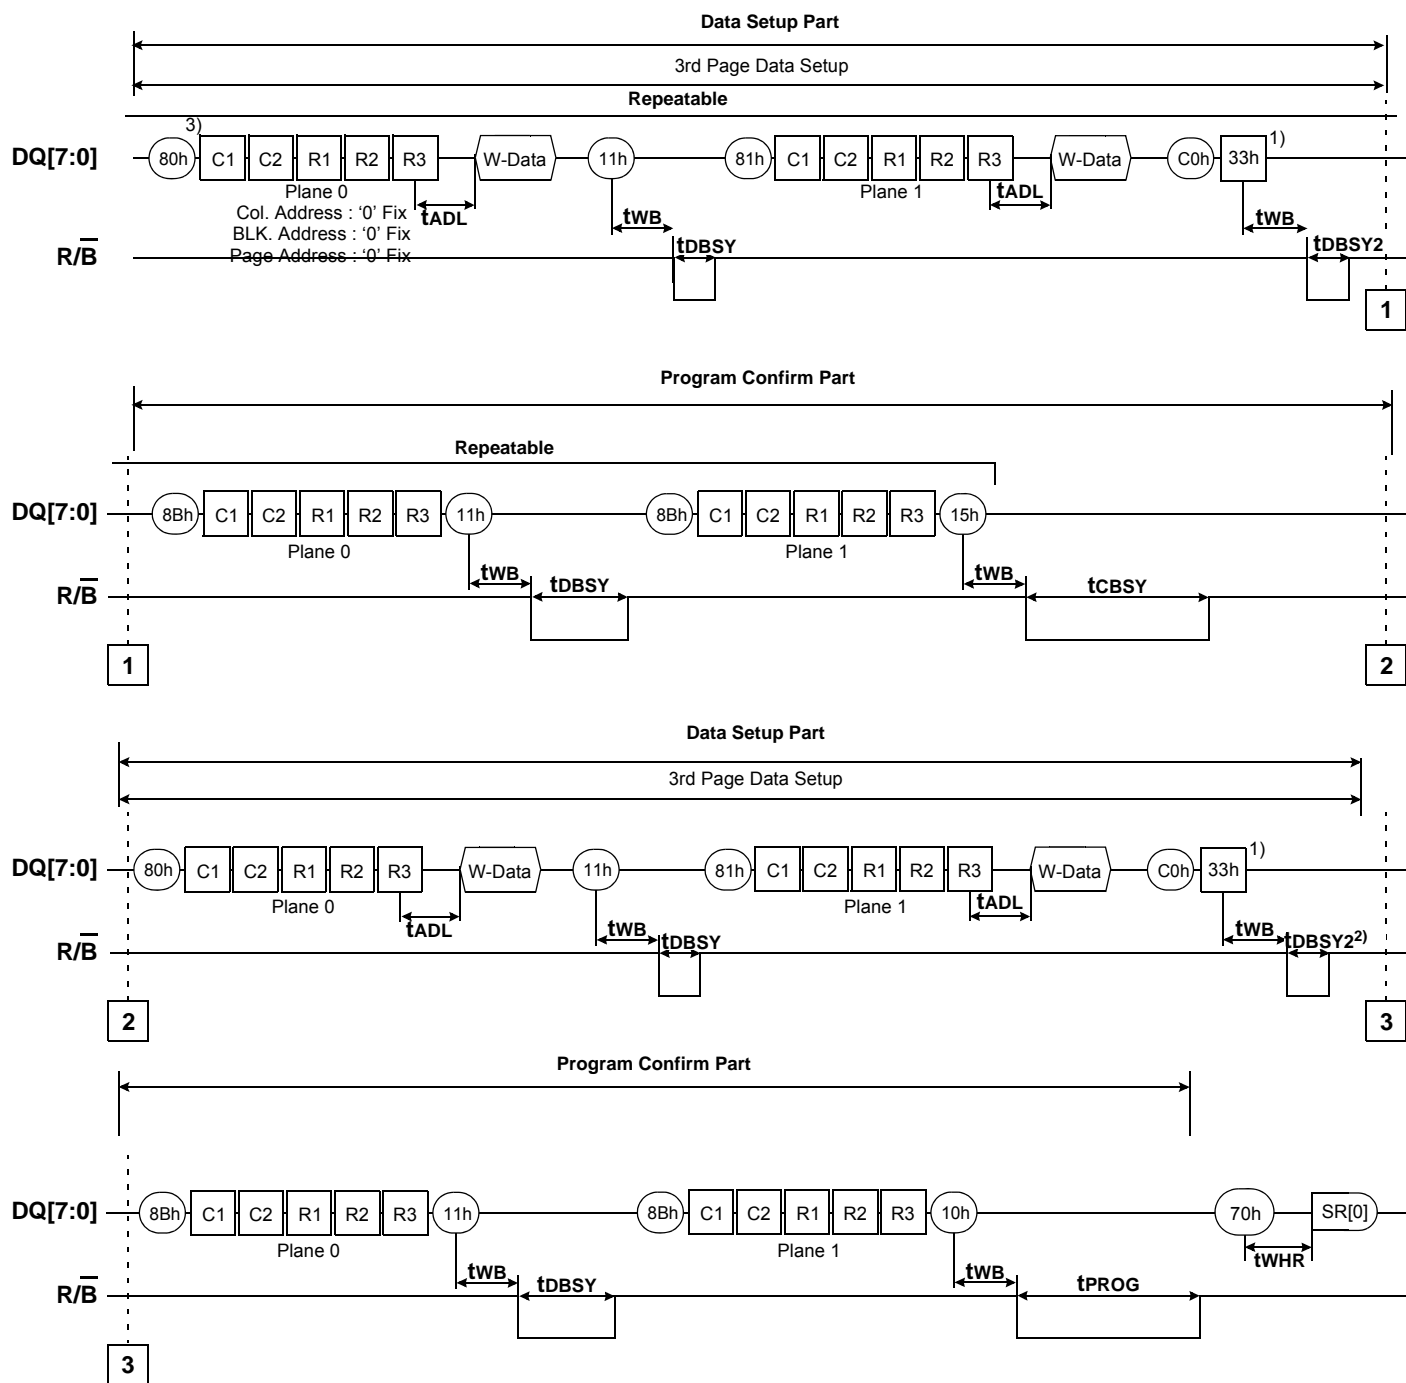 Data Setup Part
3rd Page Data Setup
Repeatable
3)
DQ[7:0] 80h C1 C2 R1 R2 R3 W-Data 11h 81h C1 C2 R1 R2 R3 W-Data C0h 33h 1)
Plane 0 Plane 1
Col. Address : ‘0’ Fix
BLK. Address : ‘0’ Fix
Page Address : ‘0’ Fix
tADL tWB tADL tWB
R/B tDBSY tDBSY2
1
Program Confirm Part
Repeatable
DQ[7:0] 8Bh C1 C2 R1 R2 R3 11h 8Bh C1 C2 R1 R2 R3 15h
Plane 0 Plane 1
tWB tWB
R/B tDBSY tCBSY
1 2
Data Setup Part
3rd Page Data Setup
DQ[7:0] 80h C1 C2 R1 R2 R3 W-Data 11h 81h C1 C2 R1 R2 R3 W-Data C0h 33h 1)
Plane 0 Plane 1
tADL tWB tADL tWB
R/B tDBSY tDBSY2 2)
2 3
Program Confirm Part
DQ[7:0] 8Bh C1 C2 R1 R2 R3 11h 8Bh C1 C2 R1 R2 R3 10h 70h SR[0]
Plane 0 Plane 1
tWB tWB tWHR
R/B tDBSY tPROG
3